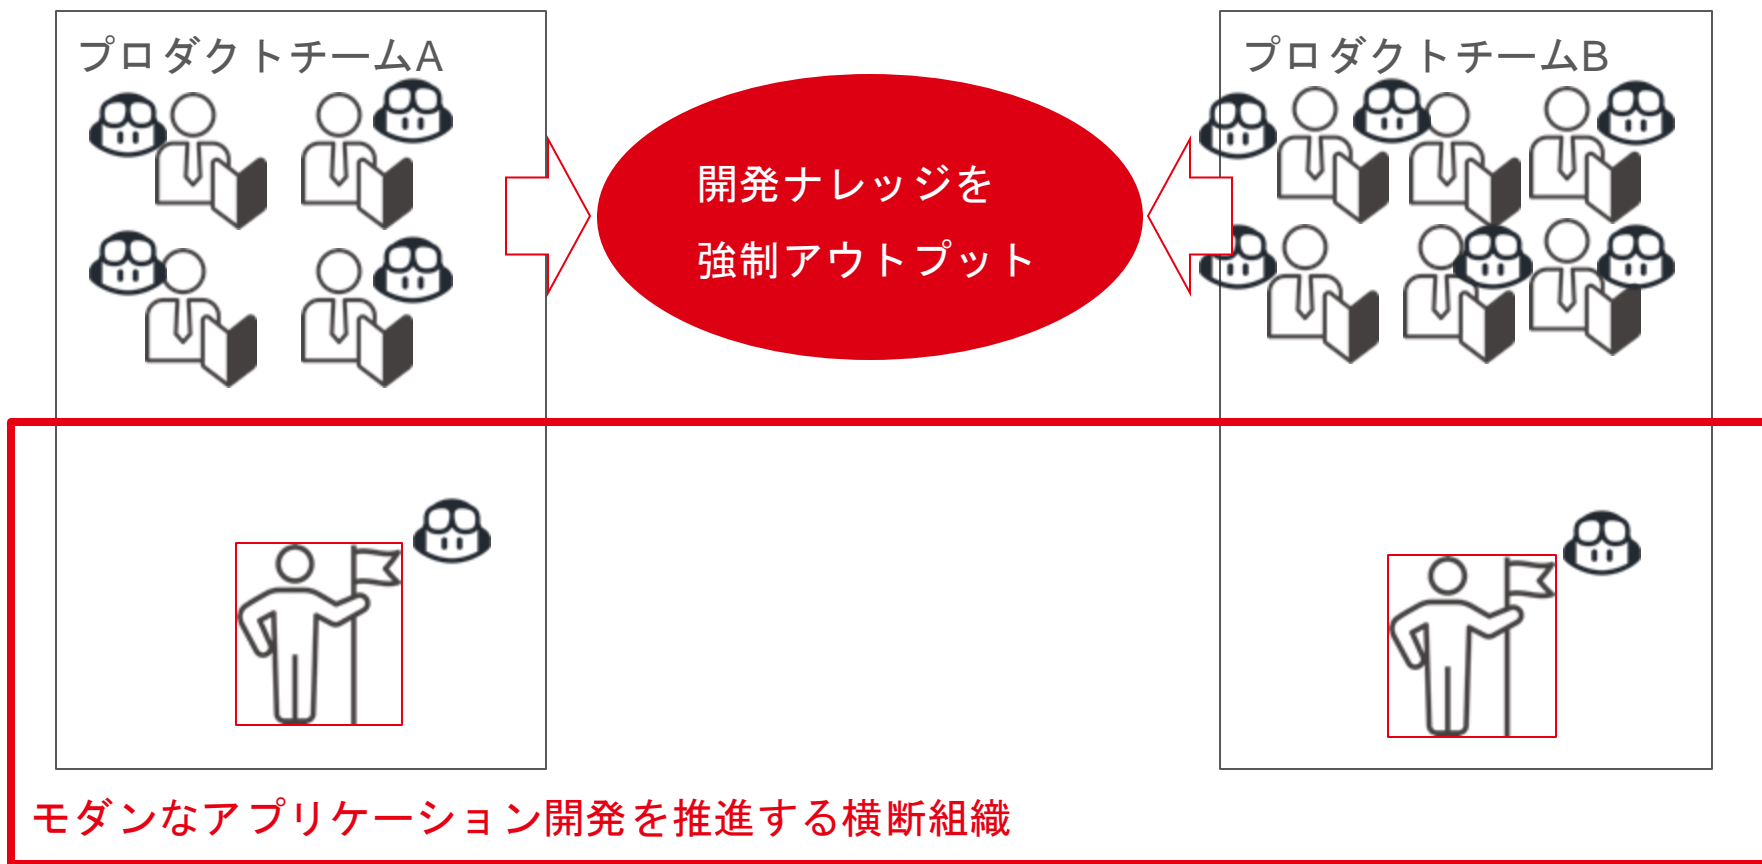 プロダクトチームA
プロダクトチームB
開発ナレッジを
強制アウトプット
モダンなアプリケーション開発を推進する横断組織